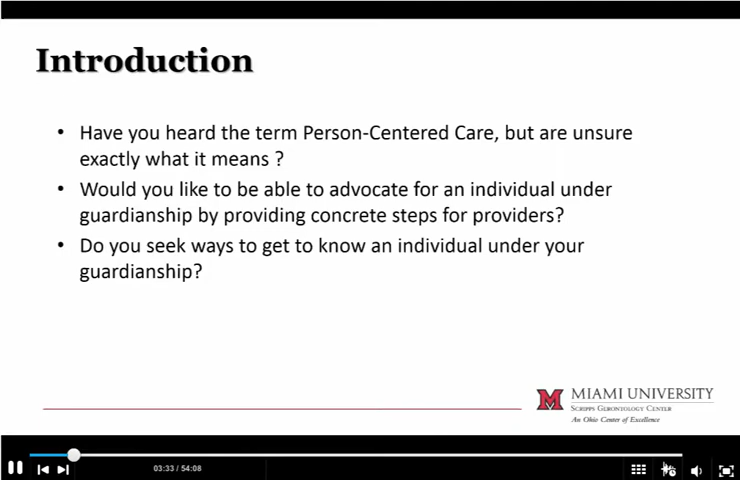 Introduction
• Have you heard the term Person-Centered Care, but are unsure
exactly what it means ?
• Would you like to be able to advocate for an individual under
guardianship by providing concrete steps for providers?
• Do you seek ways to get to know an individual under your
guardianship?
M MIAMI UNIVERSITY
SCRIPPS GERONTOLOGY CENTER
An Ohio Center of Excellence
03:33 / 54:08